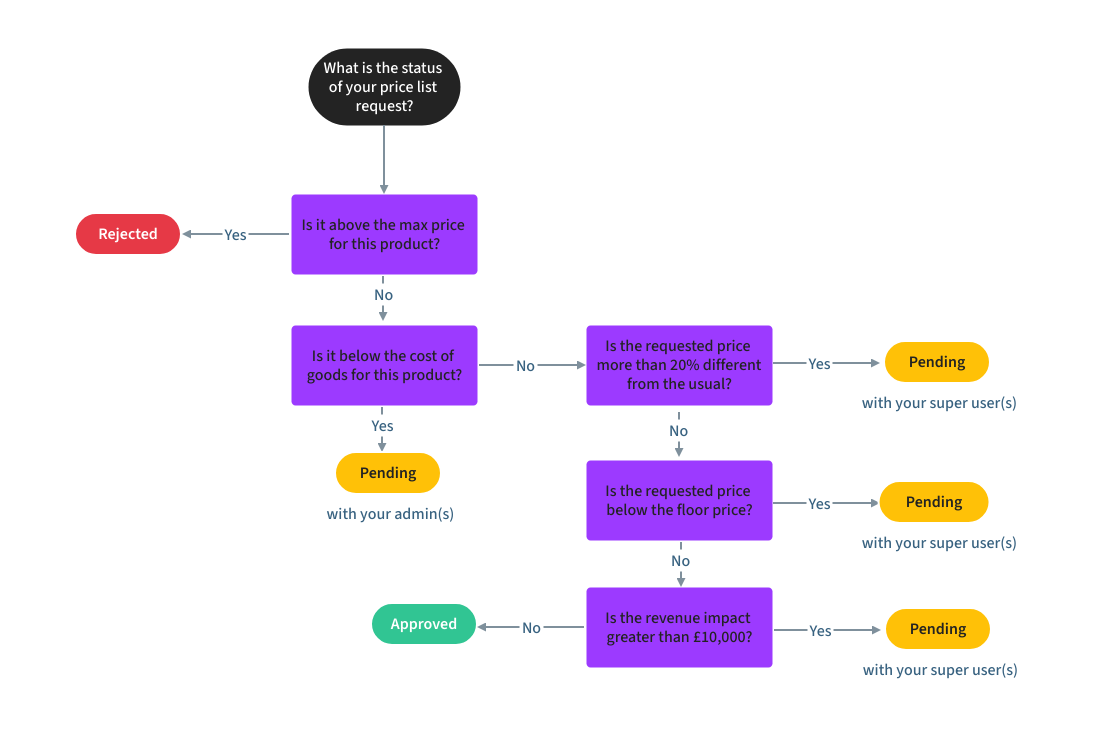 What is the status
of your price list
request?
Rejected
Yes
Is it above the max price
for this product?
No
Is it below the cost of
goods for this product?
No
Is the requested price
more than 20% different
from the usual?
Yes
Pending
with your super user(s)
Yes
Pending
with your admin(s)
No
Is the requested price
below the floor price?
Yes
Pending
with your super user(s)
No
Is the revenue impact
greater than £10,000?
No
Approved
Yes
Pending
with your super user(s)